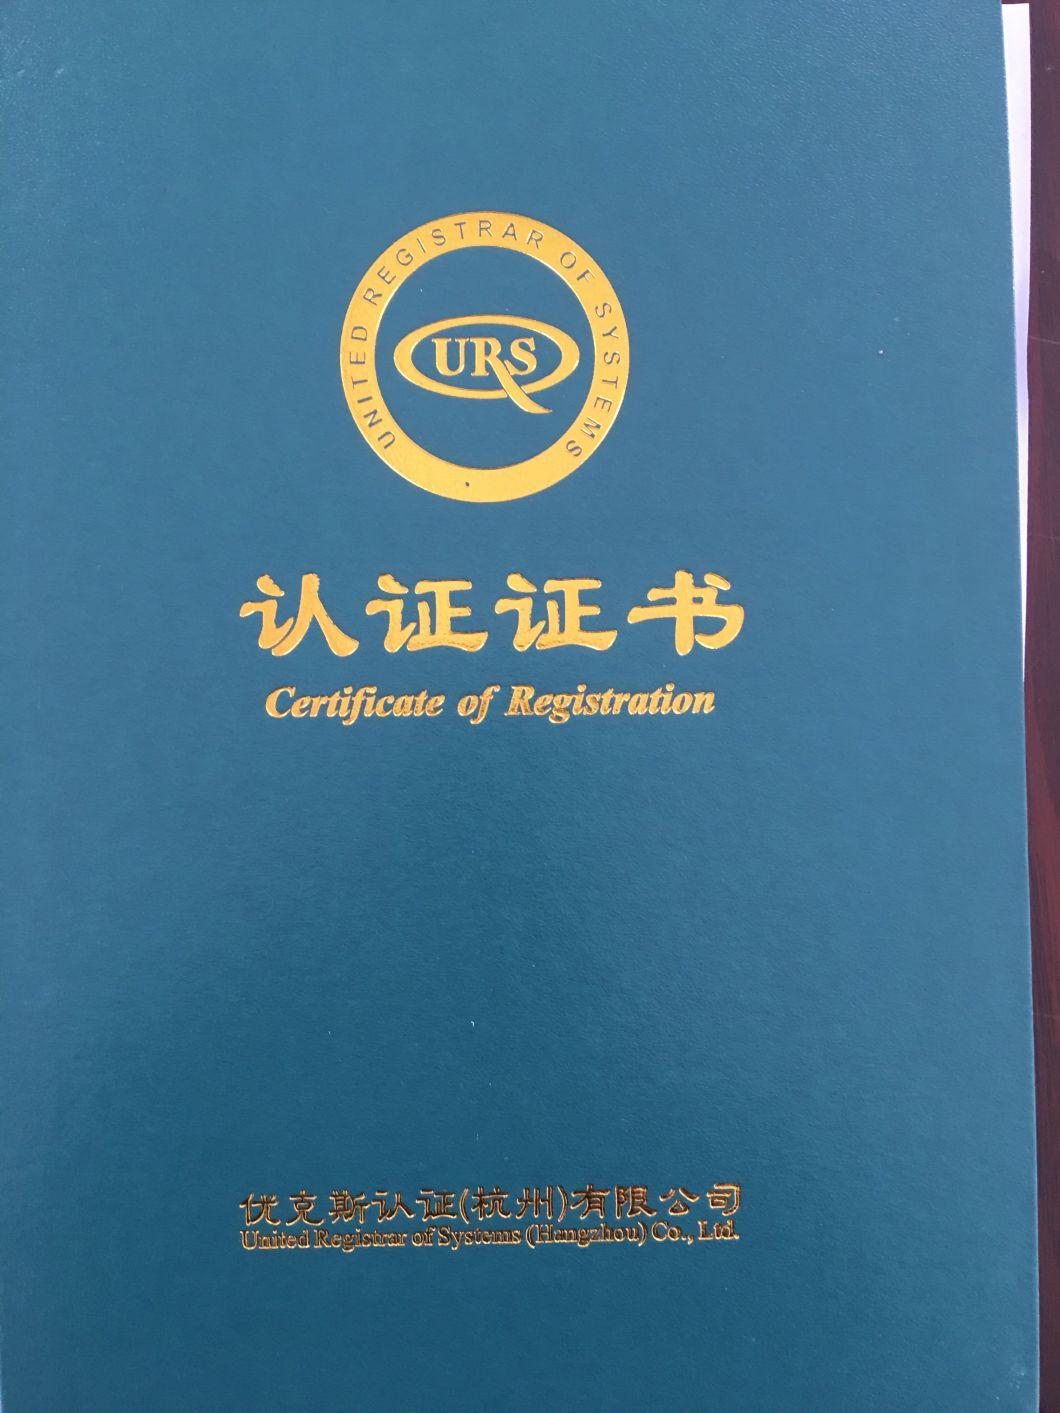 UNITED REGISTRAR OF SYSTEMS
URS
认证证书
Certificate of Registration
优克斯认证(杭州)有限公司
United Registrar of Systems (Hangzhou) Co., Ltd.